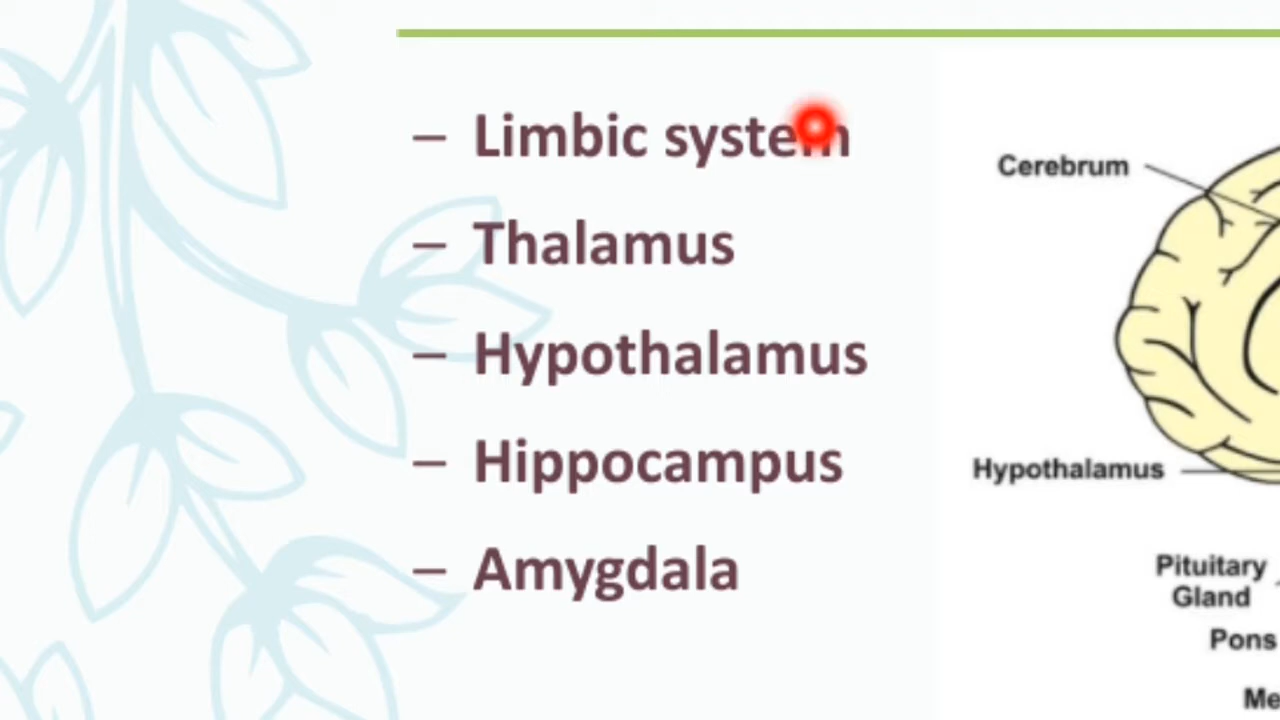 – Limbic system
– Thalamus
– Hypothalamus
– Hippocampus
– Amygdala
Cerebrum
Hypothalamus
Pituitary
Gland
Pons